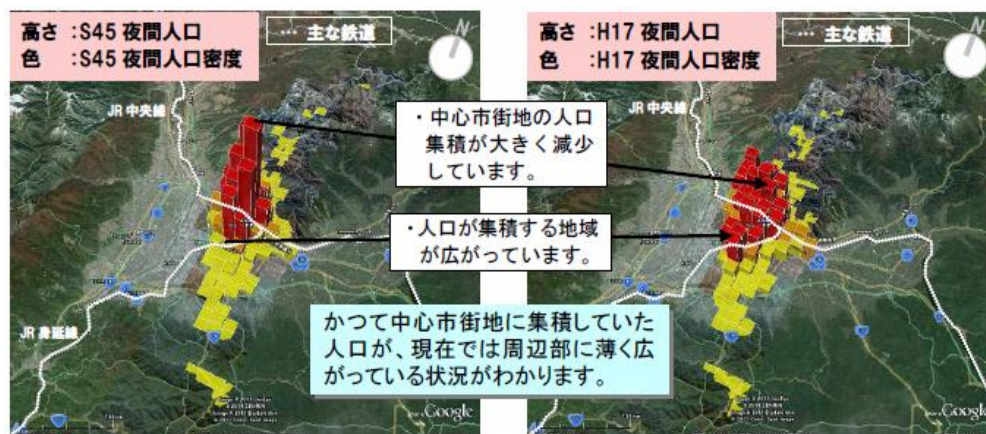 高さ :S45 夜間人口
色 :S45 夜間人口密度
主な鉄道
N
JR 中央線
JR 身延線
・中心市街地の人口
集積が大きく減少
しています。
・人口が集積する地域
が広がっています。
かつて中心市街地に集積していた
人口が、現在では周辺部に薄く広
がっている状況がわかります。
Google
高さ :H17 夜間人口
色 :H17 夜間人口密度
主な鉄道
N
Google